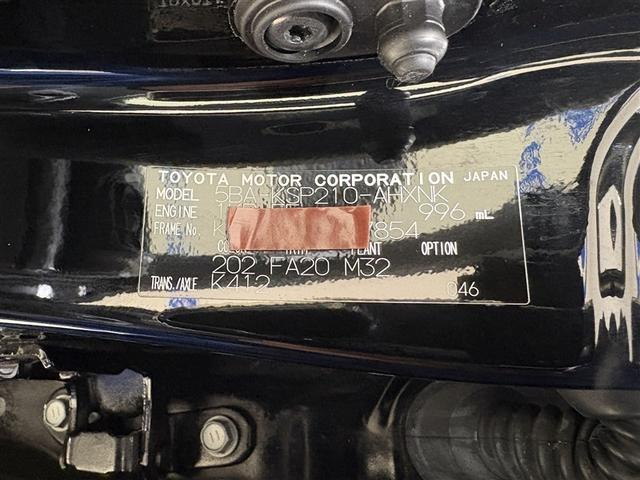 TOYOTA MOTOR CORPORATION JAPAN
MODEL 5BA-KSP210-AHXNK
ENGINE 1 996 mL
FRAME No. K 854
PLANT OPTION
202 FA20 M32
TRANS./AXLE K412 046